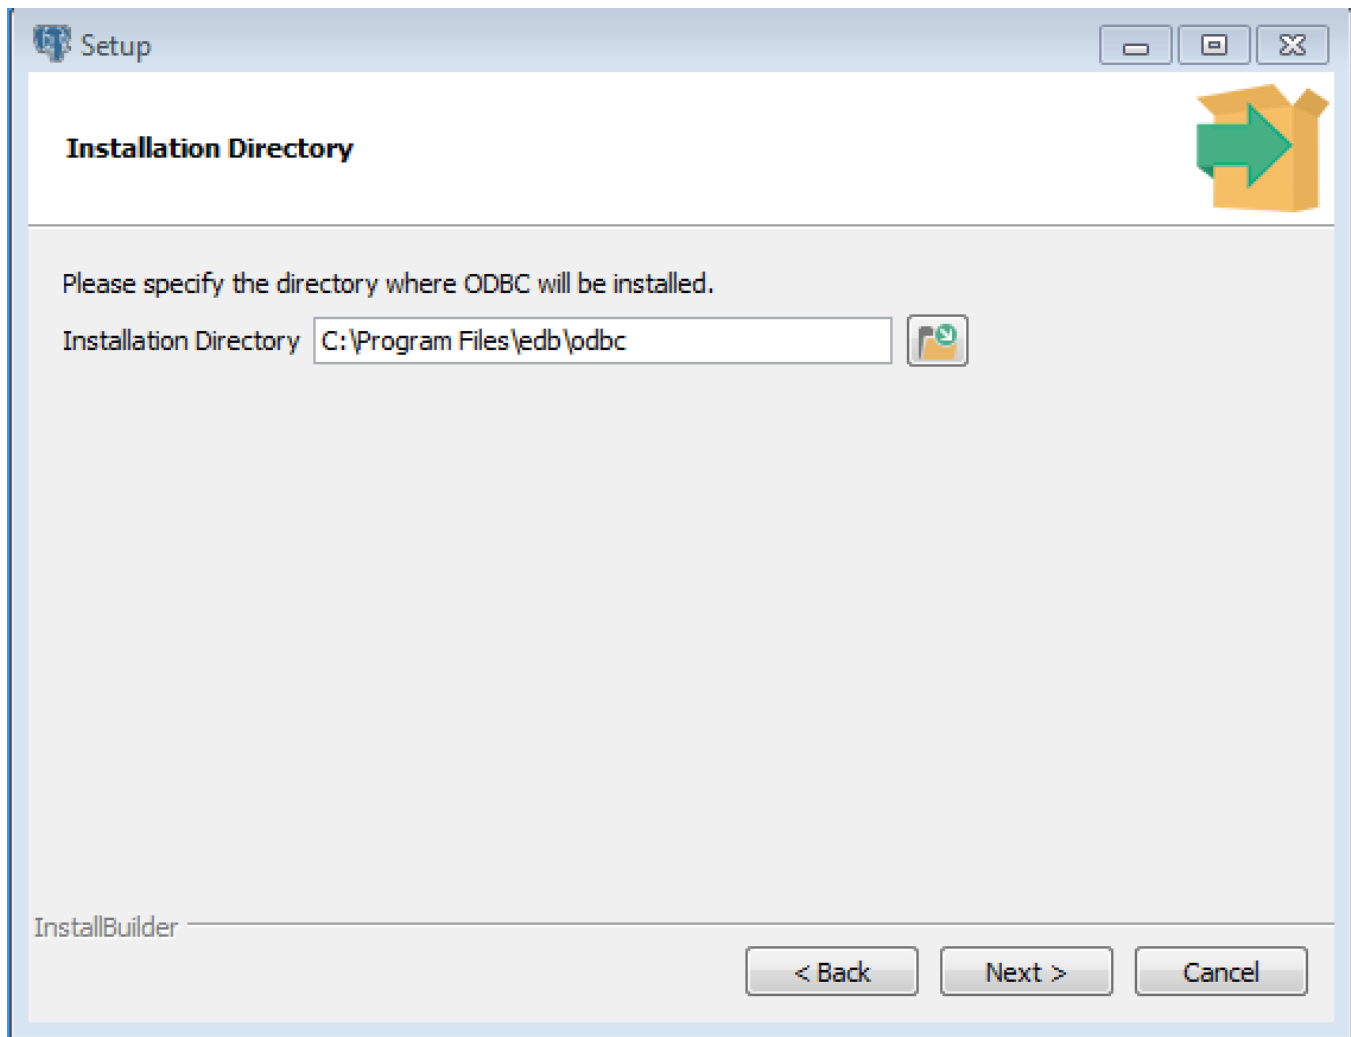 Setup
Installation Directory
Please specify the directory where ODBC will be installed.
Installation Directory C:\Program Files\edb\odbc
InstallBuilder
< Back Next > Cancel